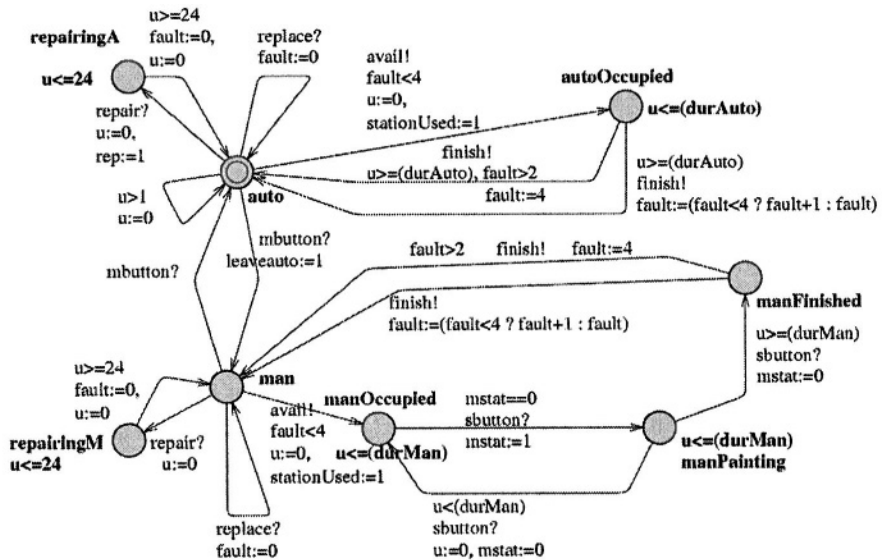 repairingA
u<=24
u>=24
fault:=0,
u:=0
replace?
fault:=0
avail!
fault<4
u:=0,
stationUsed:=1
autoOccupied
u<=(durAuto)
repair?
u:=0,
rep:=1
u>1
u:=0
auto
finish!
u>=(durAuto), fault>2
fault:=4
u>=(durAuto)
finish!
fault:=(fault<4 ? fault+1 : fault)
mbutton?
mbutton?
leaveauto:=1
fault>2 finish! fault:=4
finish!
fault:=(fault<4 ? fault+1 : fault)
manFinished
u>=(durMan)
sbutton?
mstat:=0
u>=24
fault:=0,
u:=0
man
repairingM
u<=24
repair?
u:=0
replace?
fault:=0
avail!
fault<4
u:=0,
stationUsed:=1
manOccupied
u<=(durMan)
mstat==0
sbutton?
mstat:=1
u<=(durMan)
manPainting
u<(durMan)
sbutton?
u:=0, mstat:=0